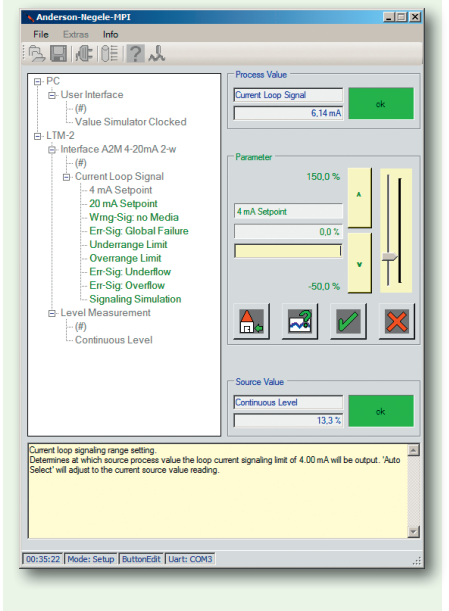 Anderson-Negele-MPI
File Extras Info
PC
User Interface
(#)
Value Simulator Clocked
LTM-2
Interface A2M 4-20mA 2-w
(#)
Current Loop Signal
4 mA Setpoint
20 mA Setpoint
Wrng-Sig: no Media
Err-Sig: Global Failure
Underrange Limit
Overrange Limit
Err-Sig: Underflow
Err-Sig: Overflow
Signaling Simulation
Level Measurement
(#)
Continuous Level
Process Value
Current Loop Signal
6,14 mA
ok
Parameter
150,0 %
^
4 mA Setpoint
0,0 %
v
-50,0 %
Source Value
Continuous Level
13,3 %
ok
Current loop signaling range setting.
Determines at which source process value the loop current signaling limit of 4.00 mA will be output. 'Auto
Select' will adjust to the current source value reading.
00:35:22 Mode: Setup ButtonEdit Uart: COM3